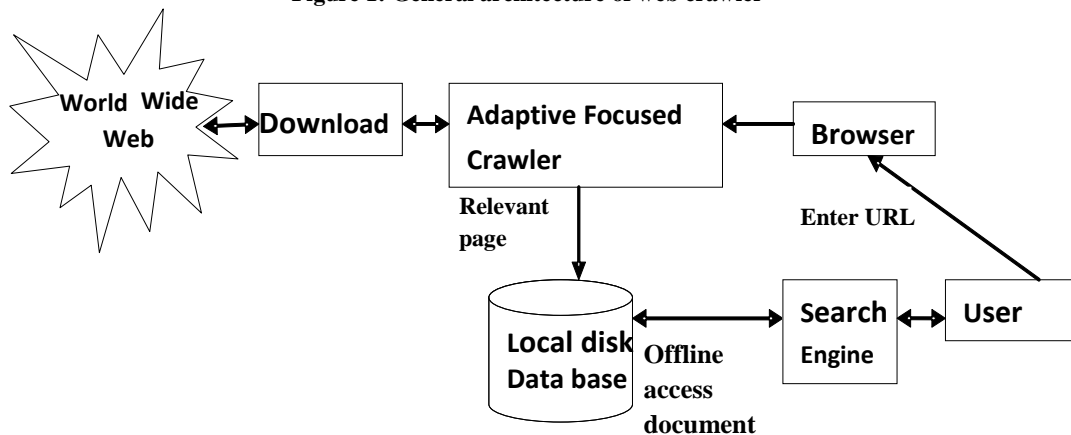 World Wide
Web
Download
Adaptive Focused
Crawler
Browser
Relevant
page
Enter URL
Local disk
Data base
Offline
access
document
Search
Engine
User